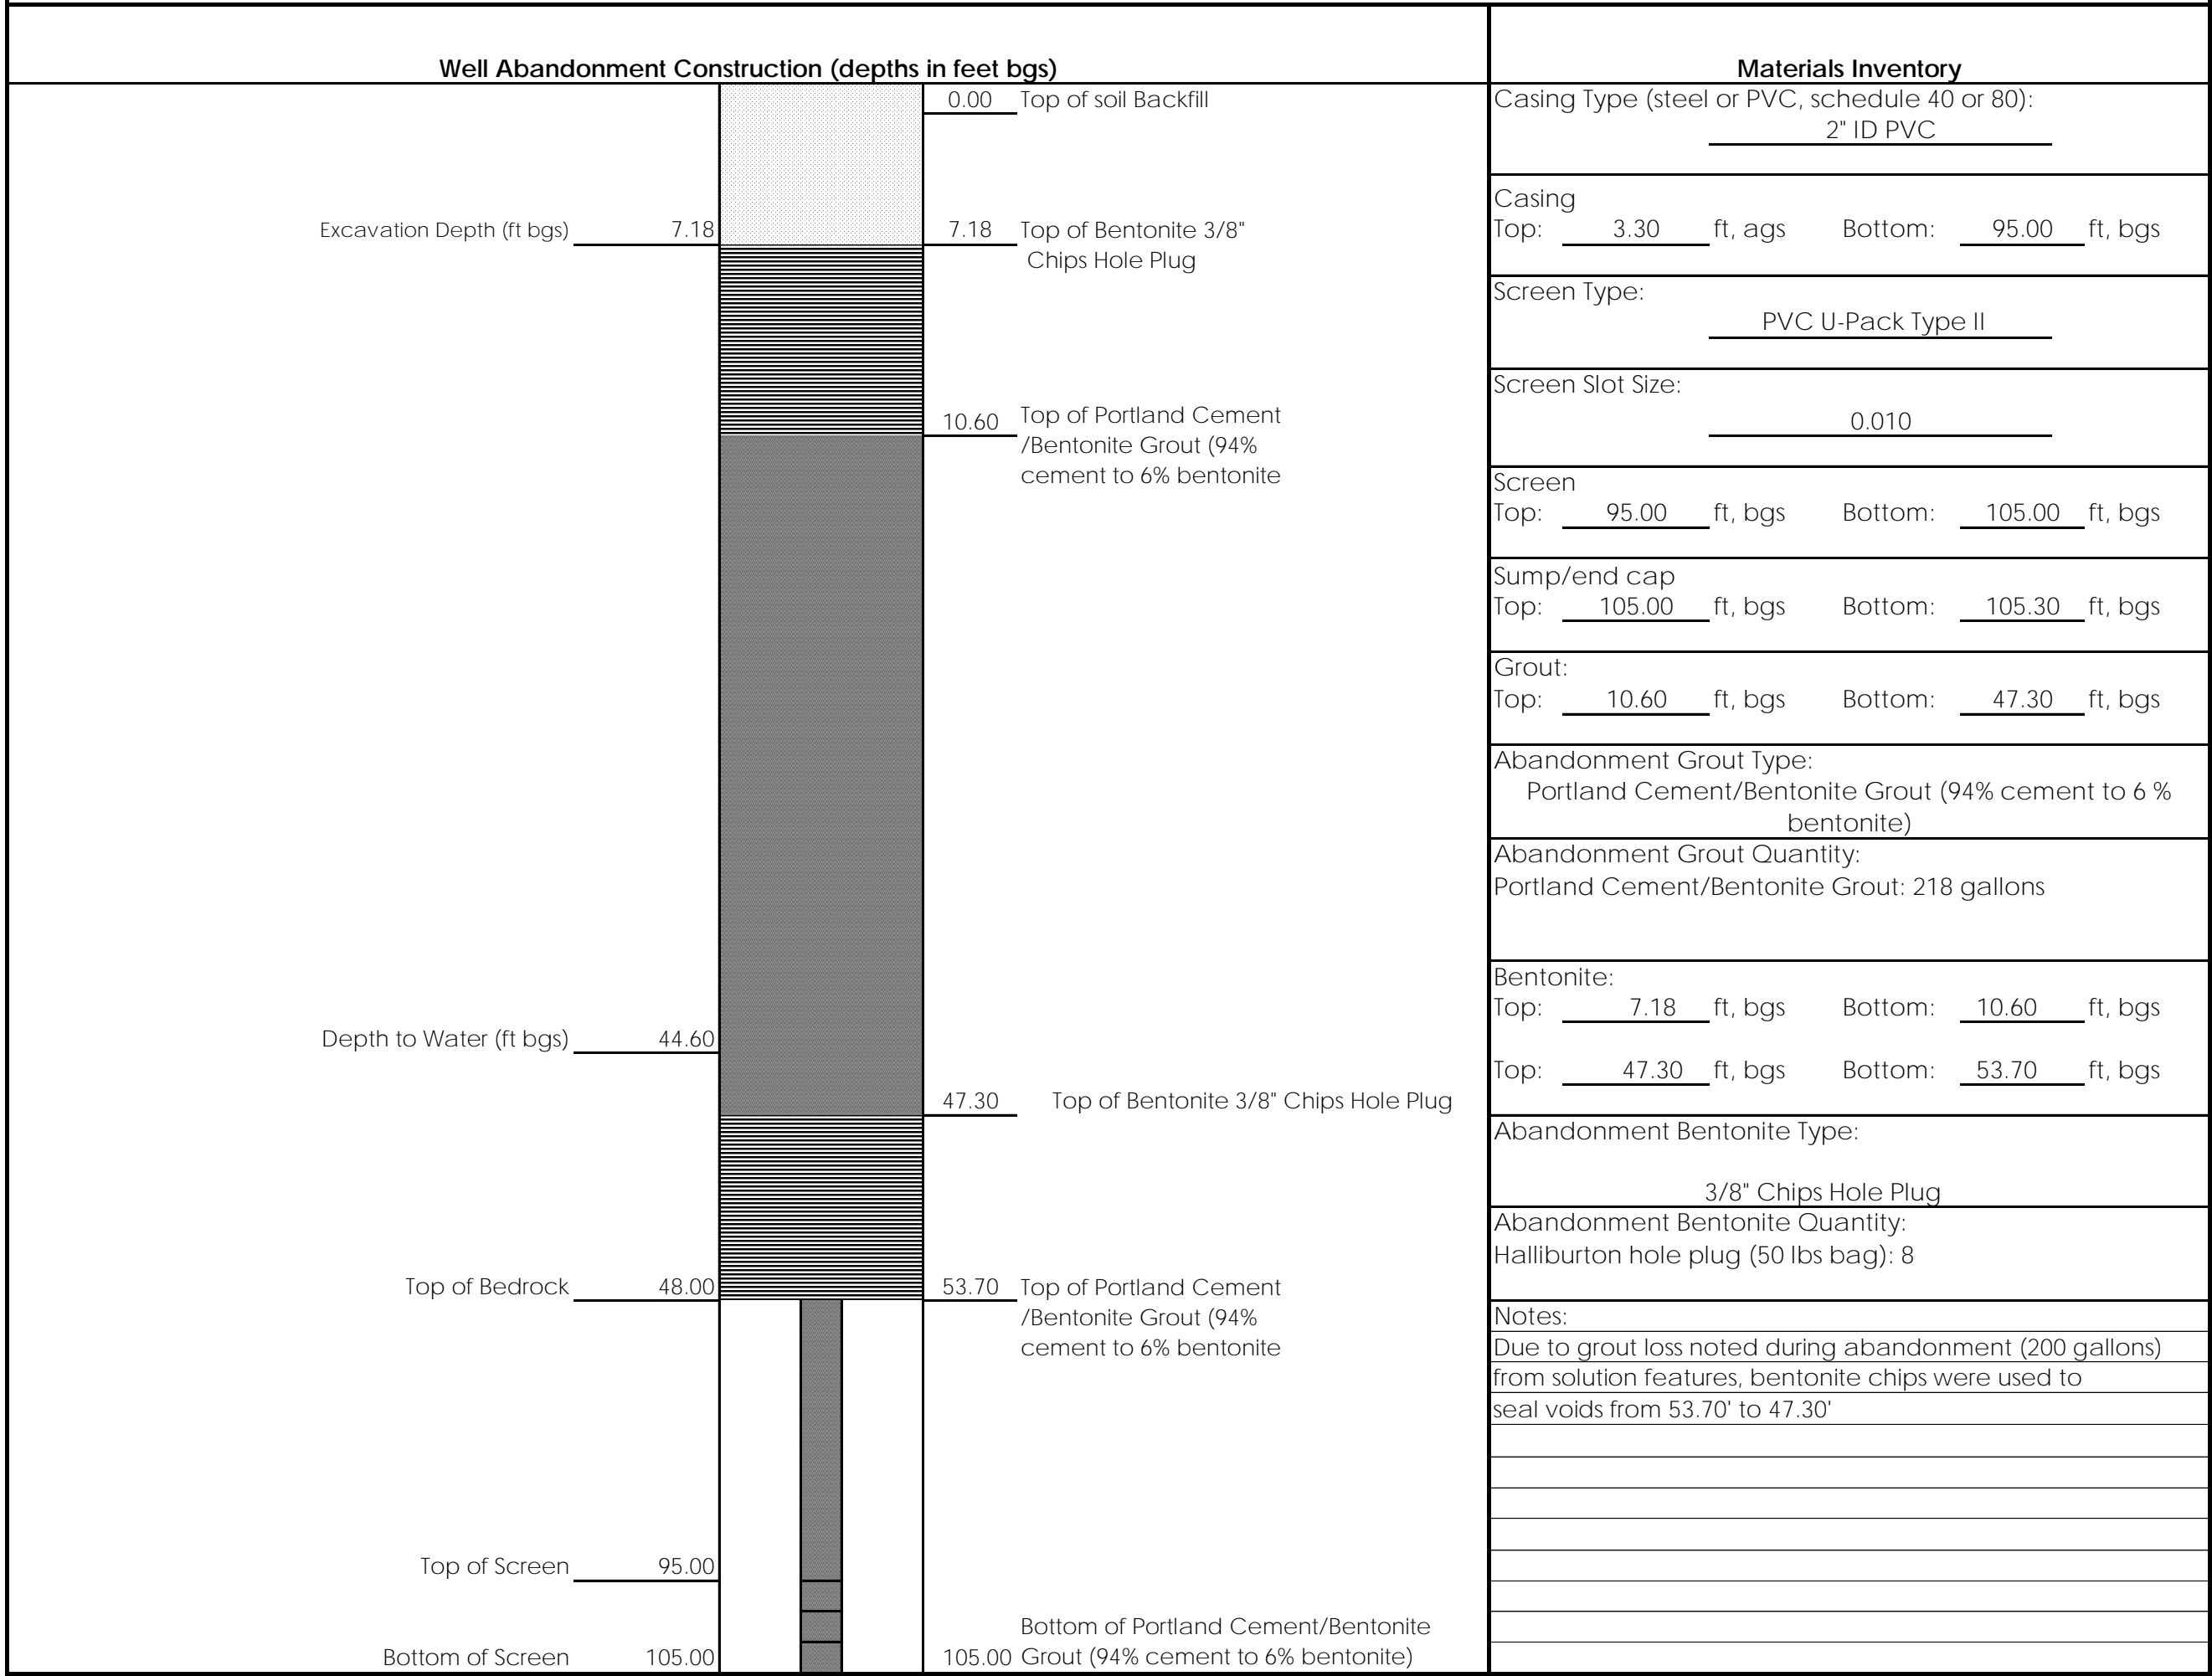 Well Abandonment Construction (depths in feet bgs)
0.00 Top of soil Backfill
Excavation Depth (ft bgs) 7.18
7.18 Top of Bentonite 3/8"
Chips Hole Plug
10.60 Top of Portland Cement
/Bentonite Grout (94%
cement to 6% bentonite
Depth to Water (ft bgs) 44.60
47.30 Top of Bentonite 3/8" Chips Hole Plug
Top of Bedrock 48.00
53.70 Top of Portland Cement
/Bentonite Grout (94%
cement to 6% bentonite
Top of Screen 95.00
Bottom of Portland Cement/Bentonite
Bottom of Screen 105.00
105.00 Grout (94% cement to 6% bentonite)
Materials Inventory
Casing Type (steel or PVC, schedule 40 or 80):
2" ID PVC
Casing
Top: 3.30 ft, ags Bottom: 95.00 ft, bgs
Screen Type:
PVC U-Pack Type II
Screen Slot Size:
0.010
Screen
Top: 95.00 ft, bgs Bottom: 105.00 ft, bgs
Sump/end cap
Top: 105.00 ft, bgs Bottom: 105.30 ft, bgs
Grout:
Top: 10.60 ft, bgs Bottom: 47.30 ft, bgs
Abandonment Grout Type:
Portland Cement/Bentonite Grout (94% cement to 6 %
bentonite)
Abandonment Grout Quantity:
Portland Cement/Bentonite Grout: 218 gallons
Bentonite:
Top: 7.18 ft, bgs Bottom: 10.60 ft, bgs
Top: 47.30 ft, bgs Bottom: 53.70 ft, bgs
Abandonment Bentonite Type:
3/8" Chips Hole Plug
Abandonment Bentonite Quantity:
Halliburton hole plug (50 lbs bag): 8
Notes:
Due to grout loss noted during abandonment (200 gallons)
from solution features, bentonite chips were used to
seal voids from 53.70' to 47.30'